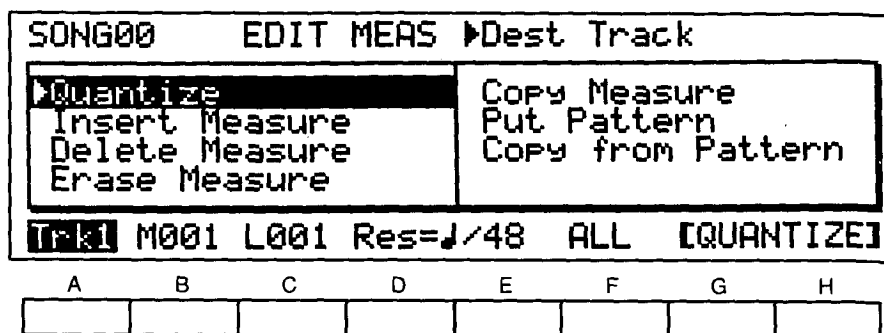 SONG00 EDIT MEAS ▶Dest Track
▶Quantize
Insert Measure
Delete Measure
Erase Measure
Copy Measure
Put Pattern
Copy from Pattern
Trk1 M001 L001 Res=♩/48 ALL [QUANTIZE]
A B C D E F G H